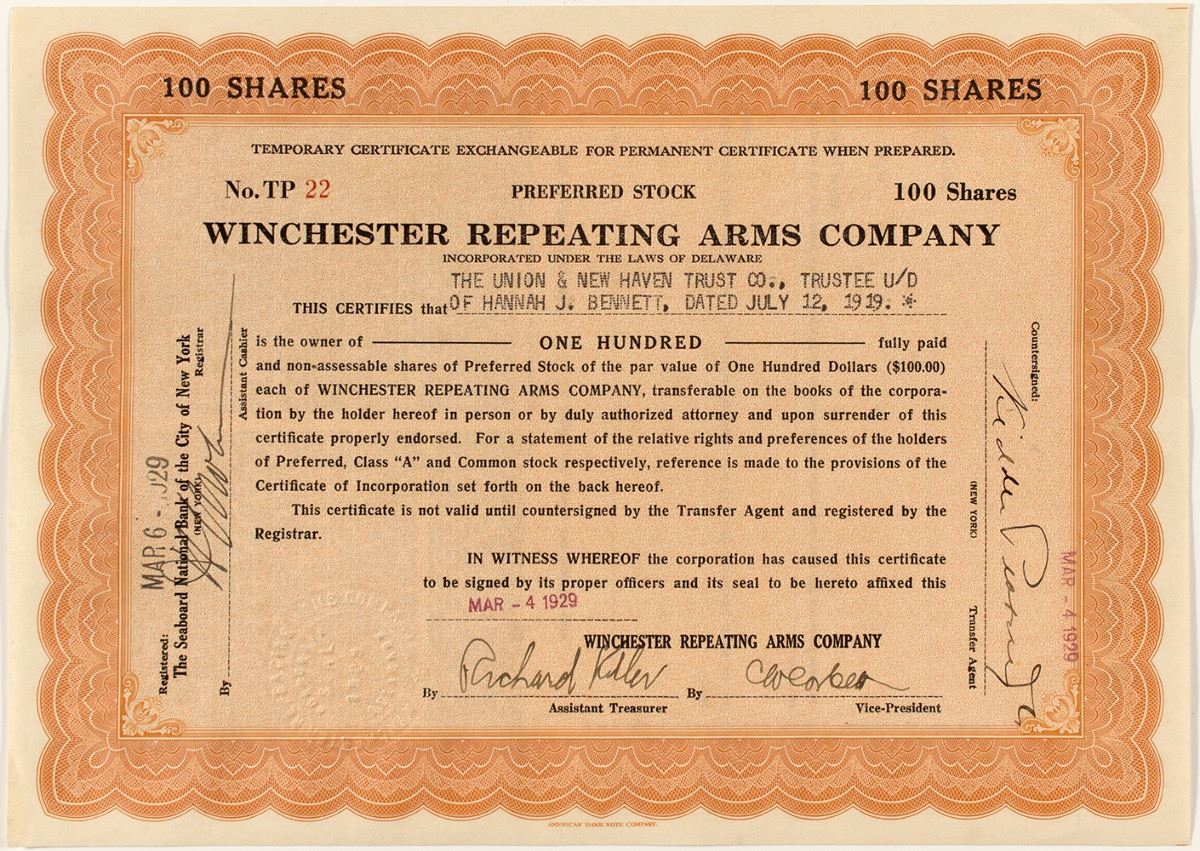 100 SHARES
100 SHARES
TEMPORARY CERTIFICATE EXCHANGEABLE FOR PERMANENT CERTIFICATE WHEN PREPARED.
No. TP 22 PREFERRED STOCK 100 Shares
WINCHESTER REPEATING ARMS COMPANY
INCORPORATED UNDER THE LAWS OF DELAWARE
THE UNION & NEW HAVEN TRUST CO., TRUSTEE U/D
THIS CERTIFIES that OF HANNAH J. BENNETT, DATED JULY 12, 1919. *
is the owner of ONE HUNDRED fully paid
and non-assessable shares of Preferred Stock of the par value of One Hundred Dollars ($100.00)
each of WINCHESTER REPEATING ARMS COMPANY, transferable on the books of the corpora-
tion by the holder hereof in person or by duly authorized attorney and upon surrender of this
certificate properly endorsed. For a statement of the relative rights and preferences of the holders
of Preferred, Class "A" and Common stock respectively, reference is made to the provisions of the
Certificate of Incorporation set forth on the back hereof.
This certificate is not valid until countersigned by the Transfer Agent and registered by the
Registrar.
IN WITNESS WHEREOF the corporation has caused this certificate
to be signed by its proper officers and its seal to be hereto affixed this
MAR - 4 1929
WINCHESTER REPEATING ARMS COMPANY
By Richard By
Assistant Treasurer Vice-President
MAR 6 - 29
Registered:
The Seaboard National Bank of the City of New York
(NEW YORK)
Registrar
By
Assistant Cashier
Countersigned:
Kidder Peabody
(NEW YORK)
Transfer Agent
MAR - 4 1929
AMERICAN BANK NOTE COMPANY.